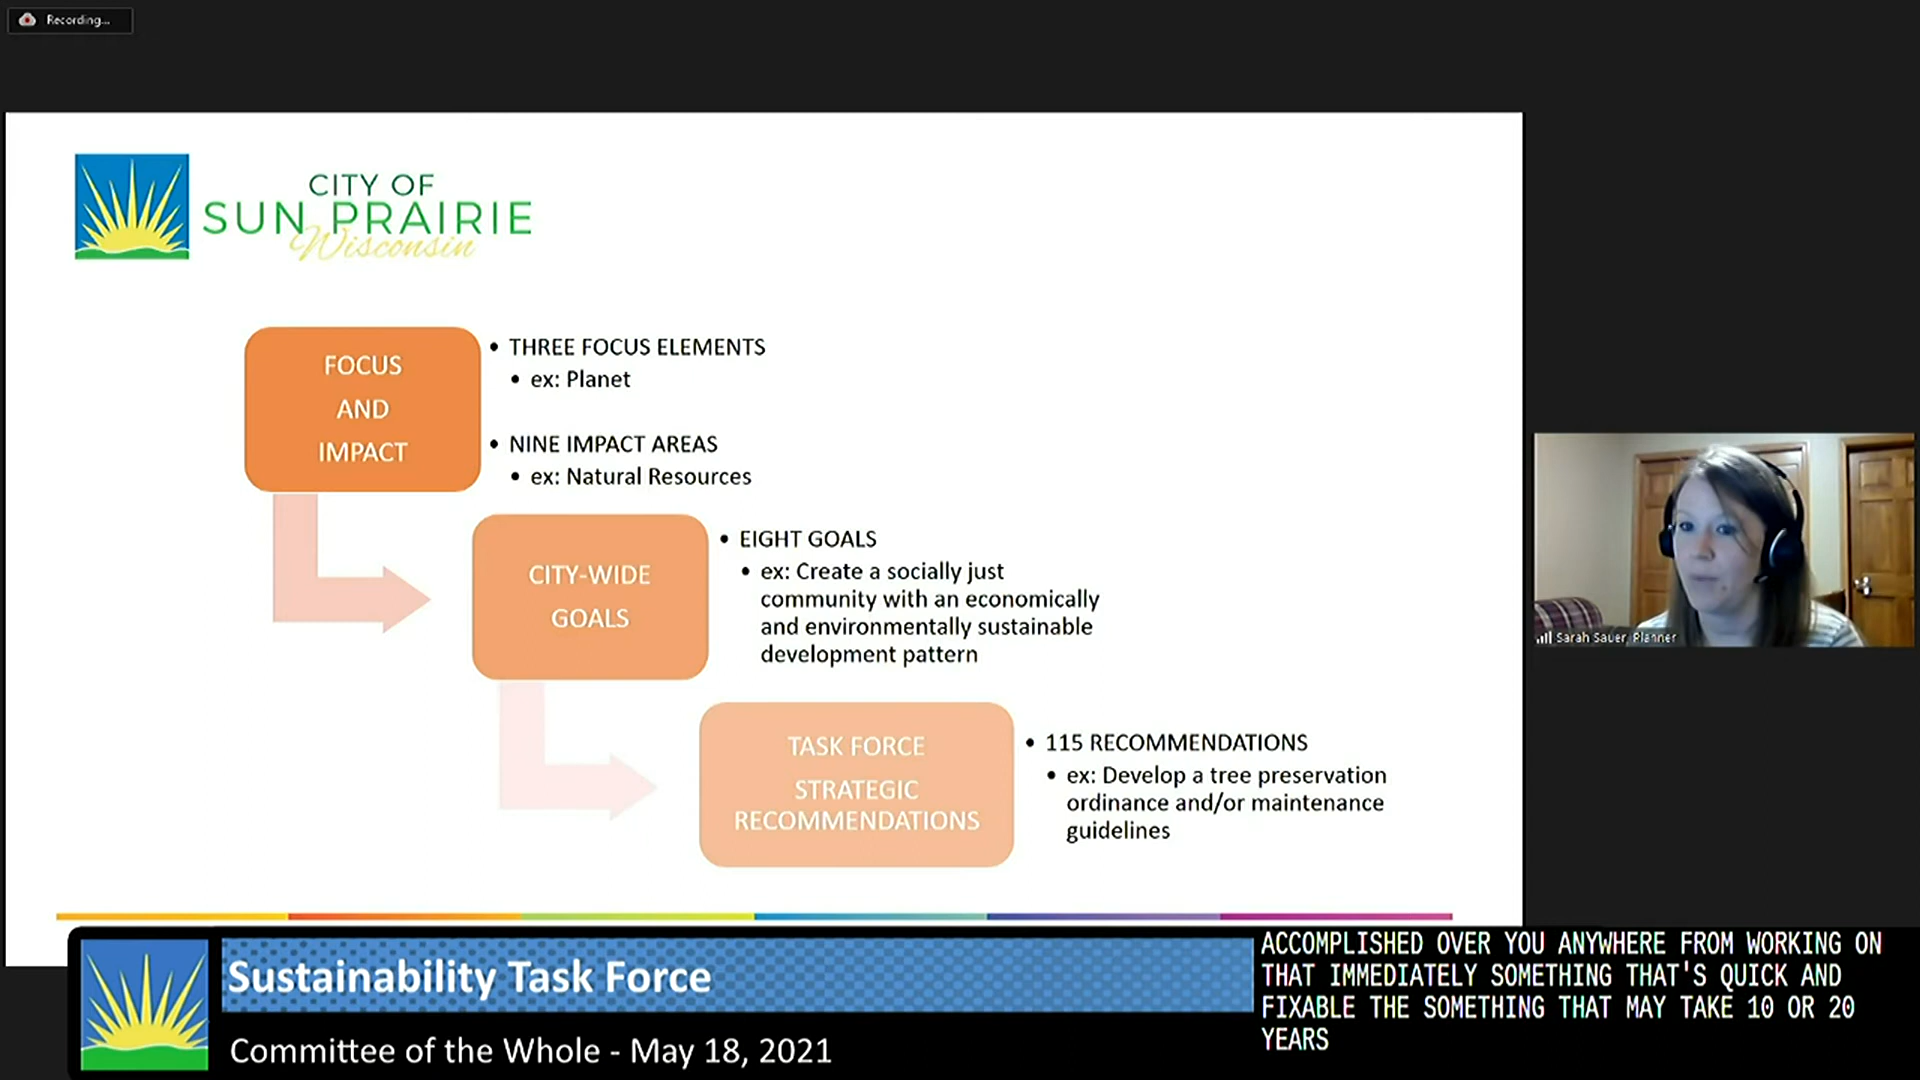 Recording...
CITY OF
SUN PRAIRIE
Wisconsin
FOCUS
AND
IMPACT
• THREE FOCUS ELEMENTS
• ex: Planet
• NINE IMPACT AREAS
• ex: Natural Resources
CITY-WIDE
GOALS
• EIGHT GOALS
• ex: Create a socially just
community with an economically
and environmentally sustainable
development pattern
TASK FORCE
STRATEGIC
RECOMMENDATIONS
• 115 RECOMMENDATIONS
• ex: Develop a tree preservation
ordinance and/or maintenance
guidelines
Sarah Sauer, Planner
Sustainability Task Force
Committee of the Whole - May 18, 2021
ACCOMPLISHED OVER YOU ANYWHERE FROM WORKING ON
THAT IMMEDIATELY SOMETHING THAT'S QUICK AND
FIXABLE THE SOMETHING THAT MAY TAKE 10 OR 20
YEARS